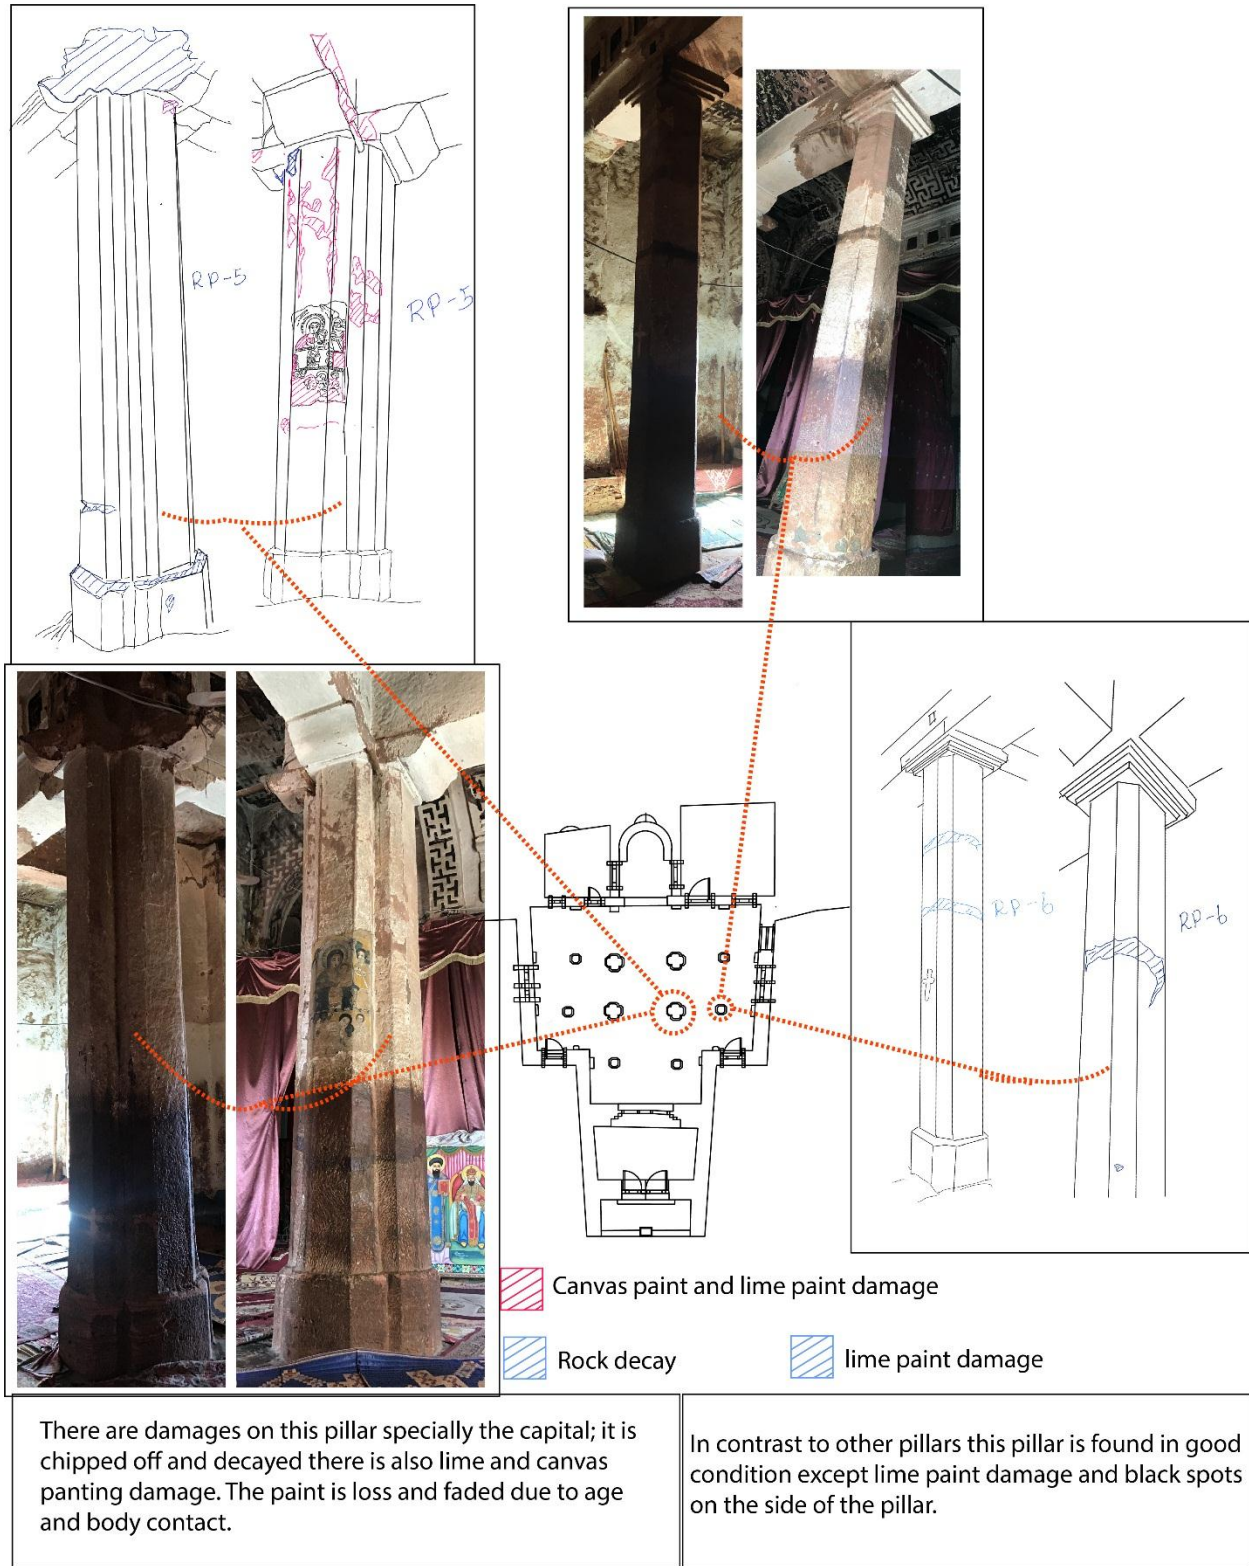 RP-5
RP-5
RP-6
RP-6
Canvas paint and lime paint damage
Rock decay
lime paint damage
There are damages on this pillar specially the capital; it is
chipped off and decayed there is also lime and canvas
panting damage. The paint is loss and faded due to age
and body contact.
In contrast to other pillars this pillar is found in good
condition except lime paint damage and black spots
on the side of the pillar.